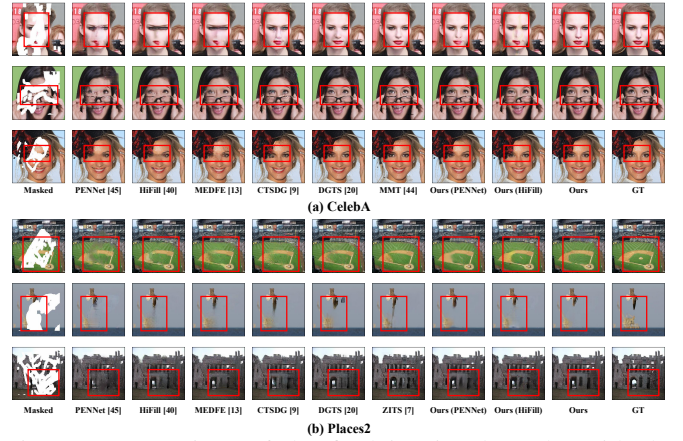 Masked PENNet [45] HiFill [40] MEDFE [13] CTSDG [9] DGTS [20] MMT [44] Ours (PENNet) Ours (HiFill) Ours GT
(a) CelebA
Masked PENNet [45] HiFill [40] MEDFE [13] CTSDG [9] DGTS [20] ZITS [7] Ours (PENNet) Ours (HiFill) Ours GT
(b) Places2